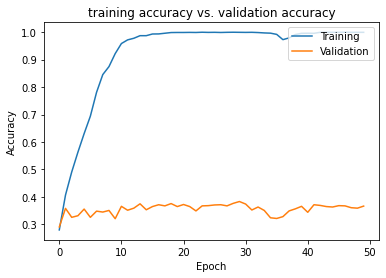 training accuracy vs. validation accuracy
1.0
0.9
0.8
0.7
0.6
0.5
0.4
0.3
Accuracy
Training
Validation
0
10
20
30
40
50
Epoch